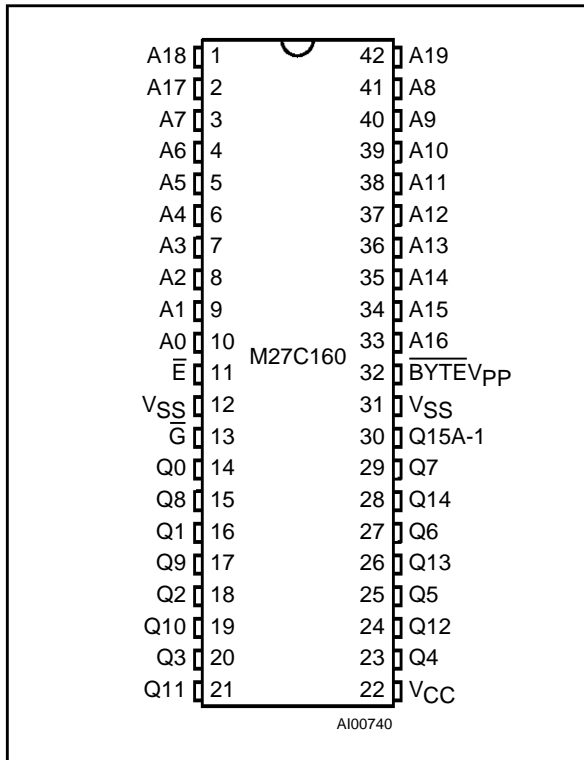 A18 1 42 A19
A17 2 41 A8
A7 3 40 A9
A6 4 39 A10
A5 5 38 A11
A4 6 37 A12
A3 7 36 A13
A2 8 35 A14
A1 9 34 A15
A0 10 33 A16
M27C160
E̅ 11 32 B̅Y̅T̅E̅VPP
VSS 12 31 VSS
G̅ 13 30 Q15A-1
Q0 14 29 Q7
Q8 15 28 Q14
Q1 16 27 Q6
Q9 17 26 Q13
Q2 18 25 Q5
Q10 19 24 Q12
Q3 20 23 Q4
Q11 21 22 VCC
AI00740